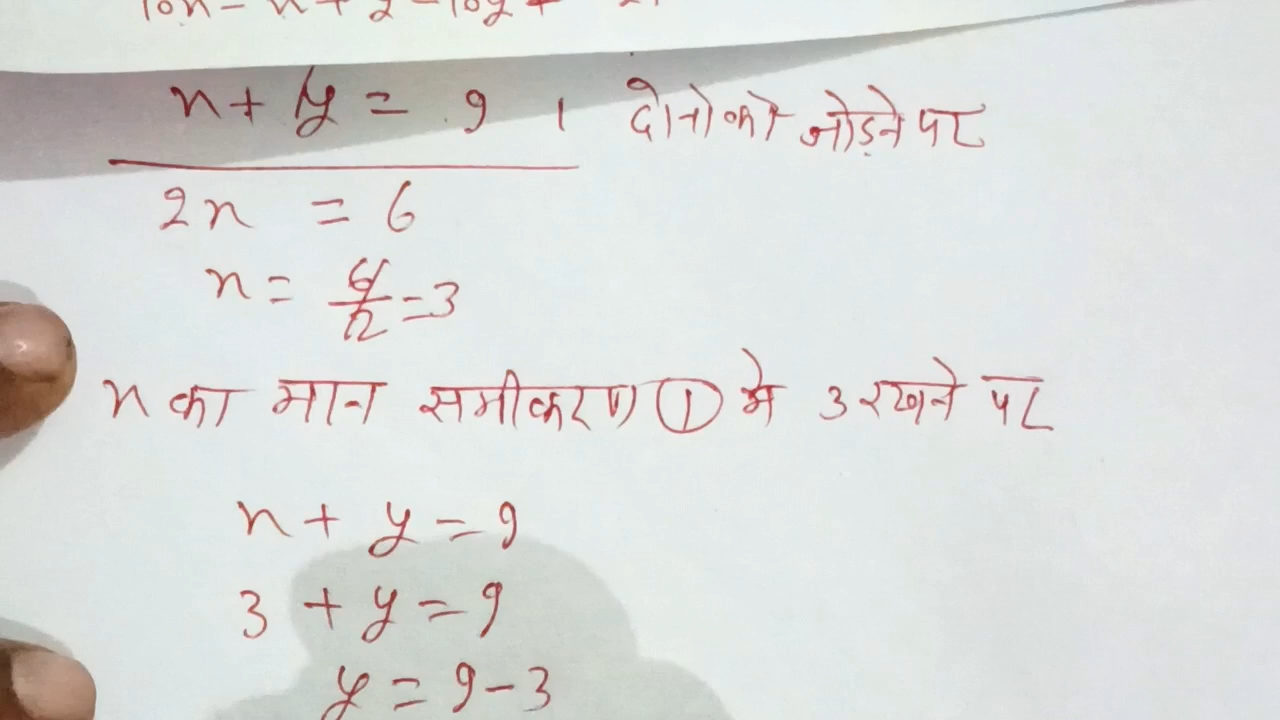 x + y = 9 । दोनो को जोड़ने पर
2x = 6
x = 6/2 = 3
x का मान समीकरण ① मे 3 रखने पर
x + y = 9
3 + y = 9
y = 9 - 3